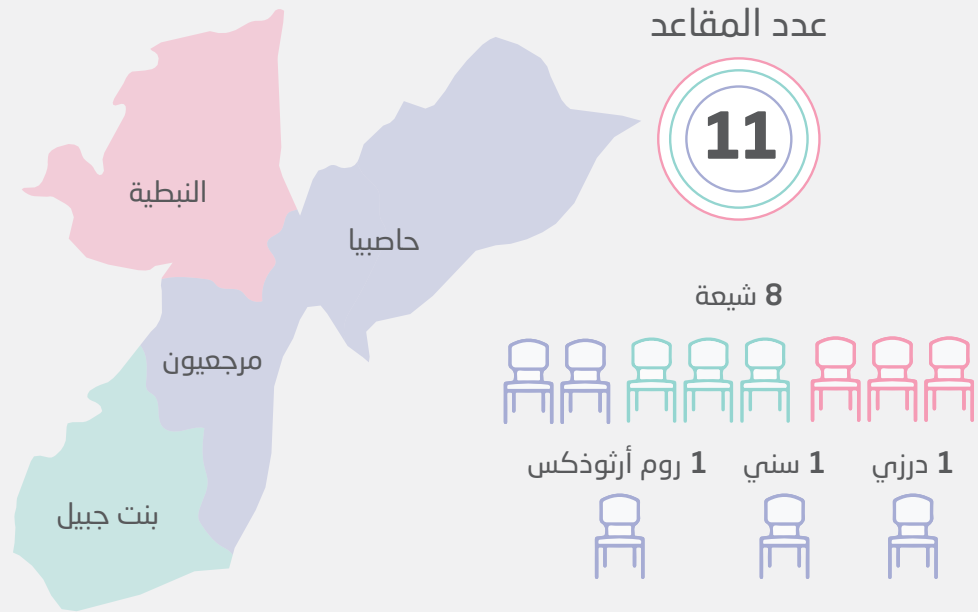 عدد المقاعد
11
النبطية
حاصبيا
مرجعيون
بنت جبيل
8 شيعة
1 درزي
1 سني
1 روم أرثوذكس